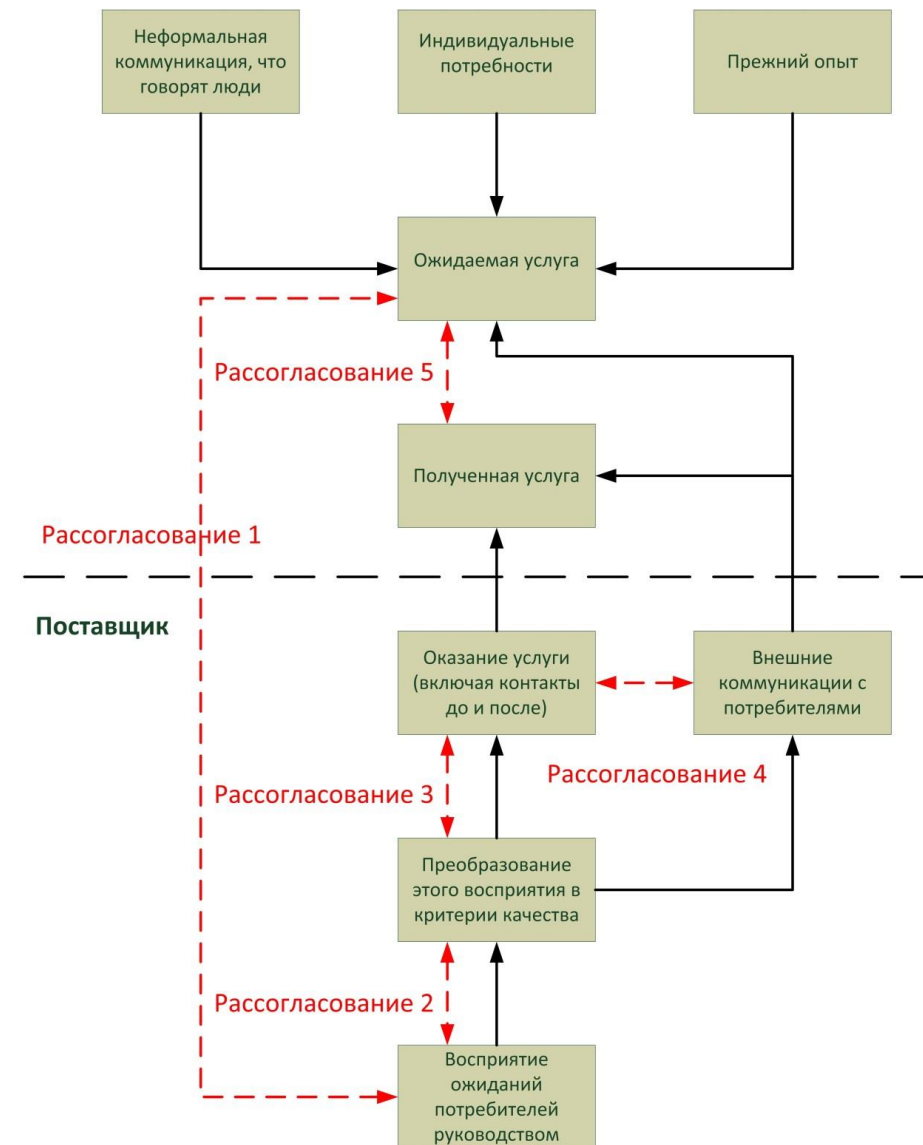 Неформальная
коммуникация, что
говорят люди
Индивидуальные
потребности
Прежний опыт
Ожидаемая услуга
Рассогласование 5
Полученная услуга
Рассогласование 1
Поставщик
Оказание услуги
(включая контакты
до и после)
Внешние
коммуникации с
потребителями
Рассогласование 4
Рассогласование 3
Преобразование
этого восприятия в
критерии качества
Рассогласование 2
Восприятие
ожиданий
потребителей
руководством